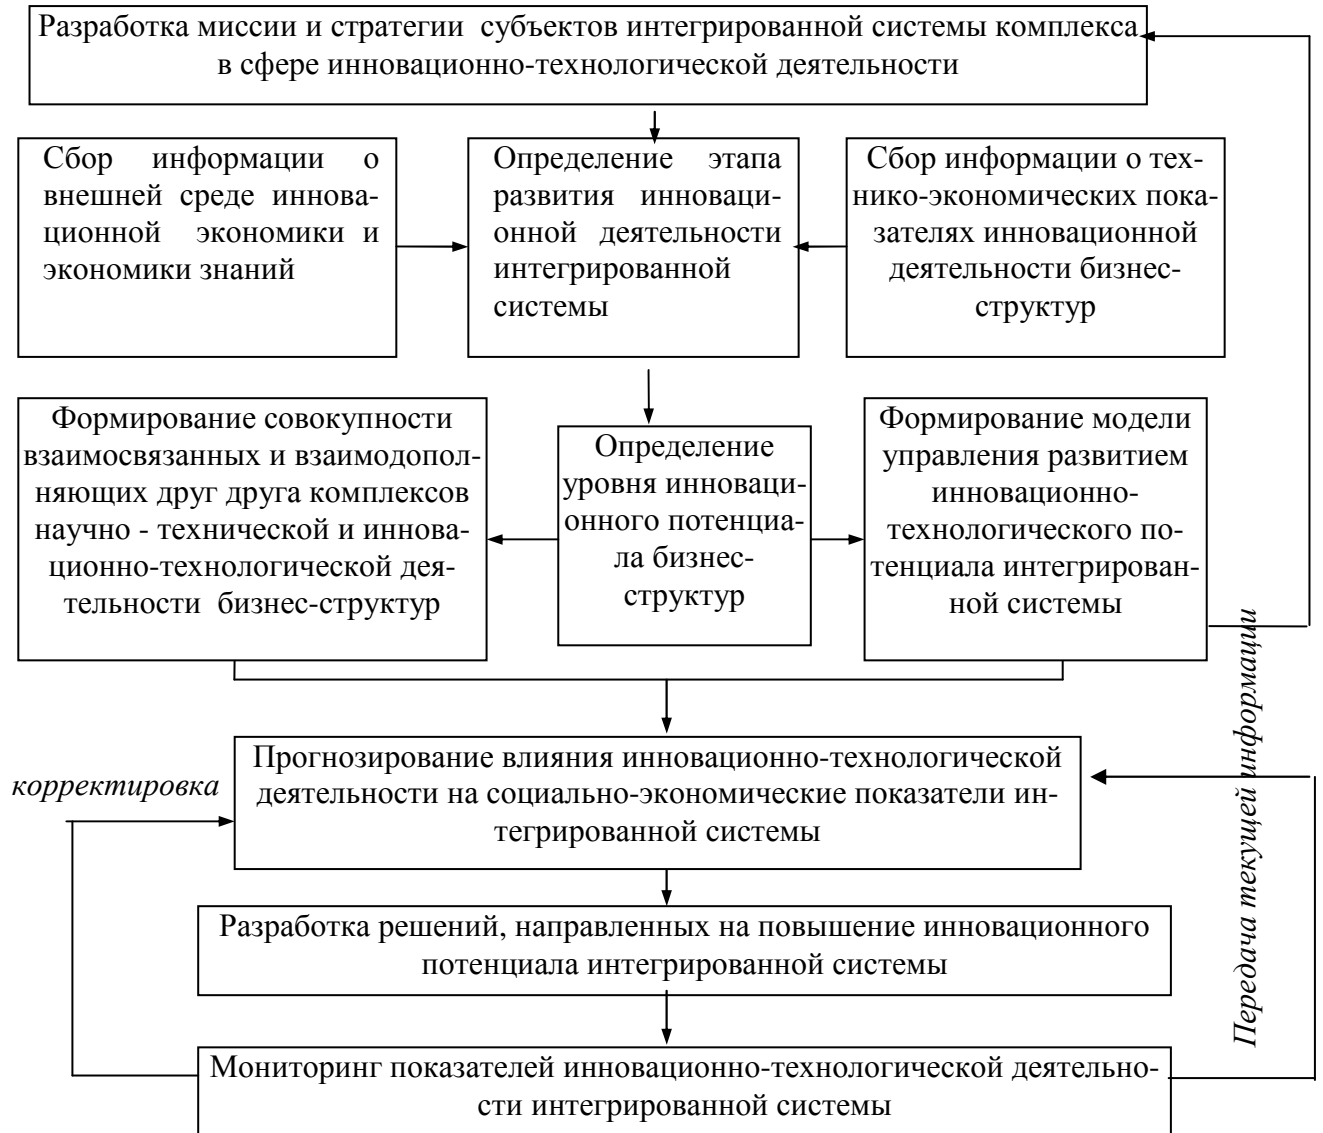 Разработка миссии и стратегии субъектов интегрированной системы комплекса
в сфере инновационно-технологической деятельности
Сбор информации о
внешней среде иннова-
ционной экономики и
экономики знаний
Определение этапа
развития инноваци-
онной деятельности
интегрированной
системы
Сбор информации о тех-
нико-экономических пока-
зателях инновационной
деятельности бизнес-
структур
Формирование совокупности
взаимосвязанных и взаимодопол-
няющих друг друга комплексов
научно - технической и иннова-
ционно-технологической дея-
тельности бизнес-структур
Определение
уровня инноваци-
онного потенциа-
ла бизнес-
структур
Формирование модели
управления развитием
инновационно-
технологического по-
тенциала интегрирован-
ной системы
Передача текущей информации
корректировка
Прогнозирование влияния инновационно-технологической
деятельности на социально-экономические показатели ин-
тегрированной системы
Разработка решений, направленных на повышение инновационного
потенциала интегрированной системы
Мониторинг показателей инновационно-технологической деятельно-
сти интегрированной системы